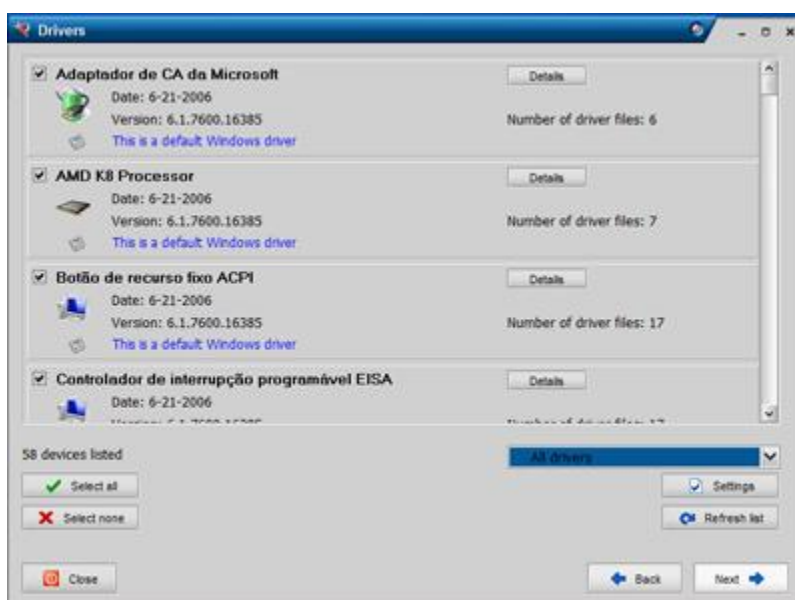 Drivers
Adaptador de CA da Microsoft
Details
Date: 6-21-2006
Version: 6.1.7600.16385
Number of driver files: 6
This is a default Windows driver
AMD K8 Processor
Details
Date: 6-21-2006
Version: 6.1.7600.16385
Number of driver files: 7
This is a default Windows driver
Botão de recurso fixo ACPI
Details
Date: 6-21-2006
Version: 6.1.7600.16385
Number of driver files: 17
This is a default Windows driver
Controlador de interrupção programável EISA
Details
Date: 6-21-2006
58 devices listed
All drivers
Select all
Settings
Select none
Refresh list
Close
Back
Next